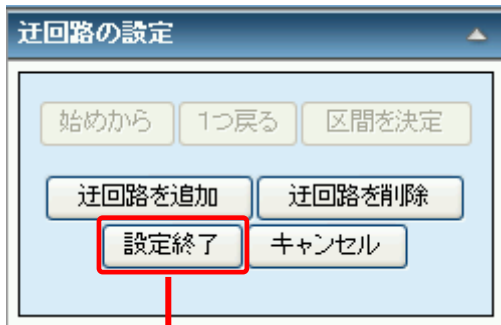 迂回路の設定
始めから 1つ戻る 区間を決定
迂回路を追加 迂回路を削除
設定終了 キャンセル